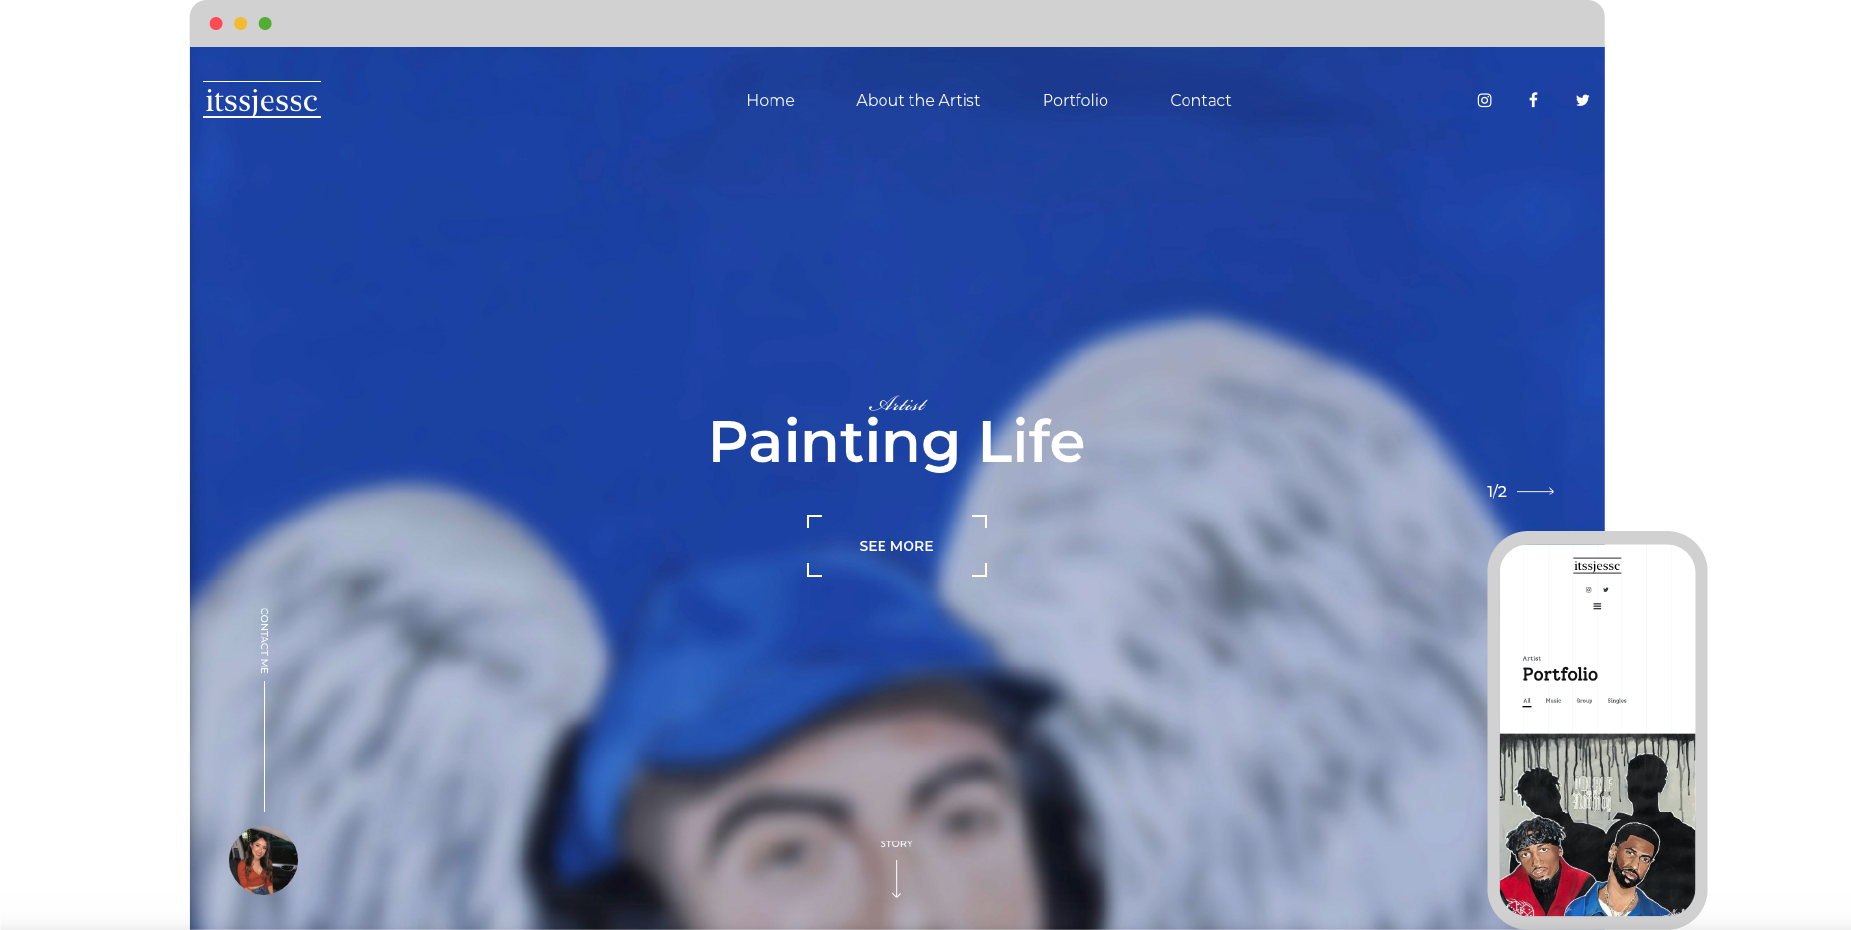 itssjessc
Home
About the Artist
Portfolio
Contact
Artist
Painting Life
SEE MORE
1/2
CONTACT ME
STORY
itssjessc
Artist
Portfolio
All
Music
Group
Singles